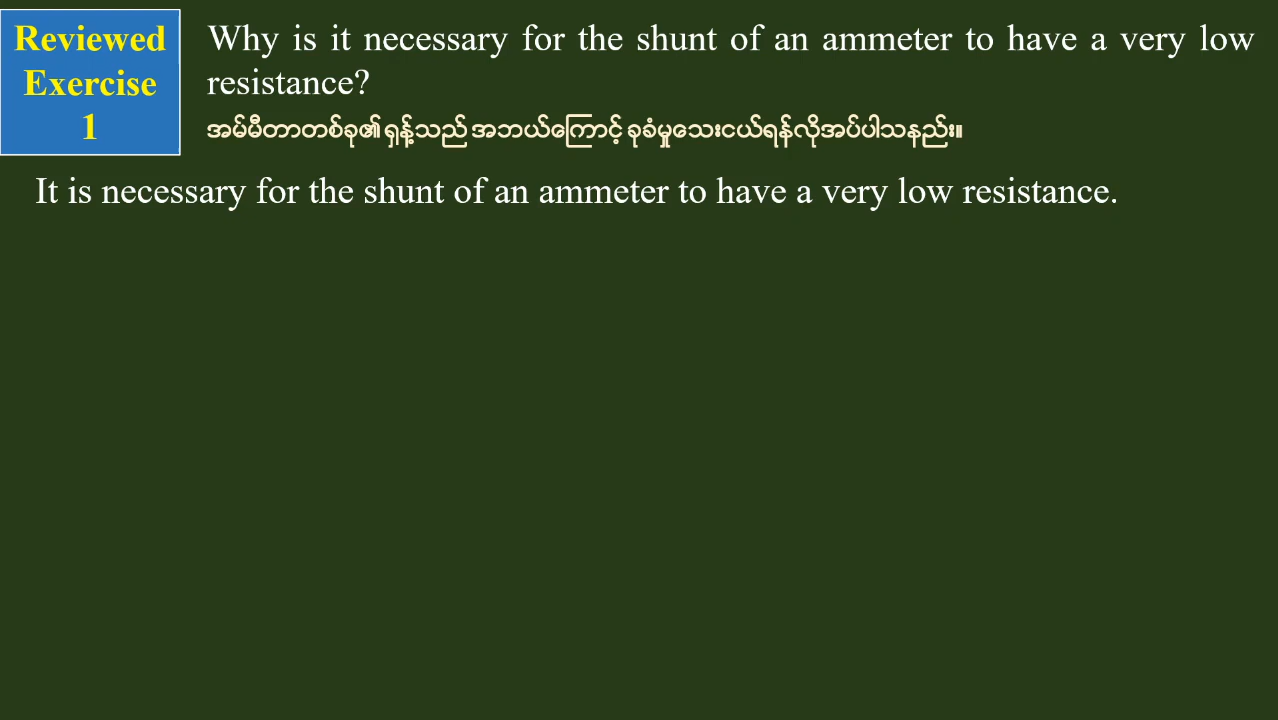 Reviewed
Exercise
1
Why is it necessary for the shunt of an ammeter to have a very low
resistance?
အမ်မီတာတစ်ခု၏ ရှန့်သည် အဘယ်ကြောင့် ခုခံမှုသေးငယ်ရန်လိုအပ်ပါသနည်း။
It is necessary for the shunt of an ammeter to have a very low resistance.